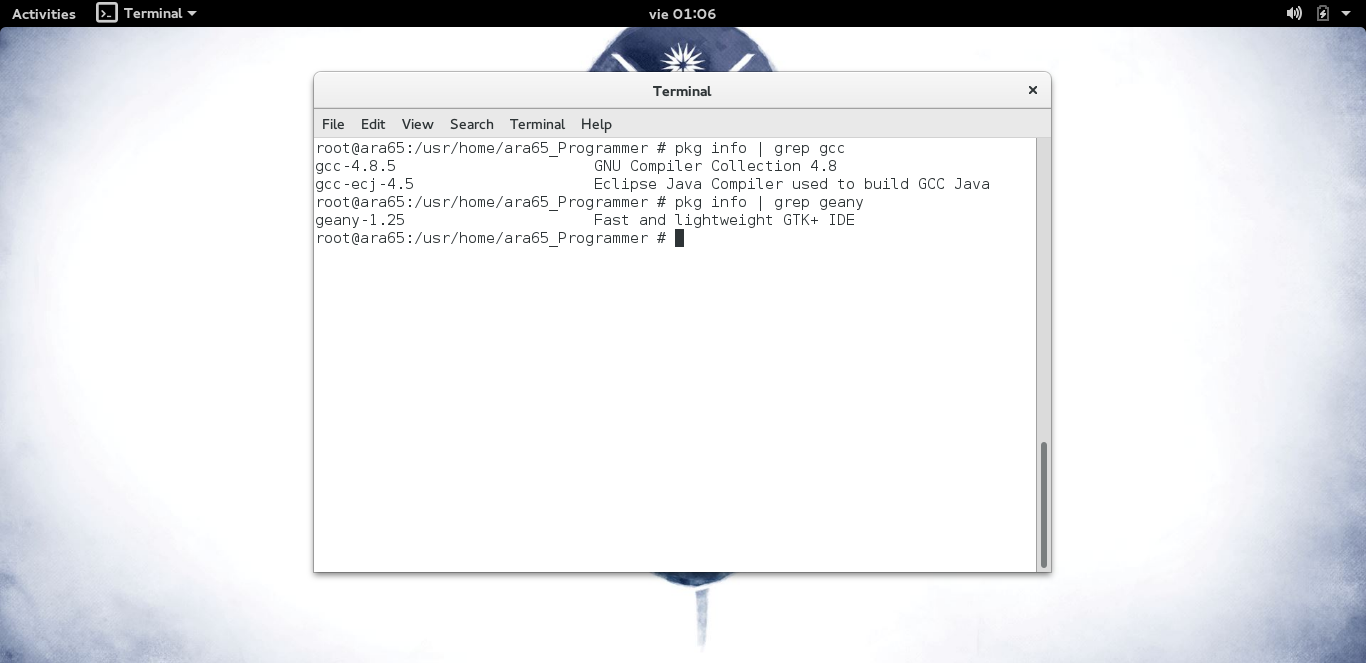 Activities Terminal vie 01:06
Terminal
File Edit View Search Terminal Help
root@ara65:/usr/home/ara65_Programmer # pkg info | grep gcc
gcc-4.8.5                      GNU Compiler Collection 4.8
gcc-ecj-4.5                    Eclipse Java Compiler used to build GCC Java
root@ara65:/usr/home/ara65_Programmer # pkg info | grep geany
geany-1.25                     Fast and lightweight GTK+ IDE
root@ara65:/usr/home/ara65_Programmer #